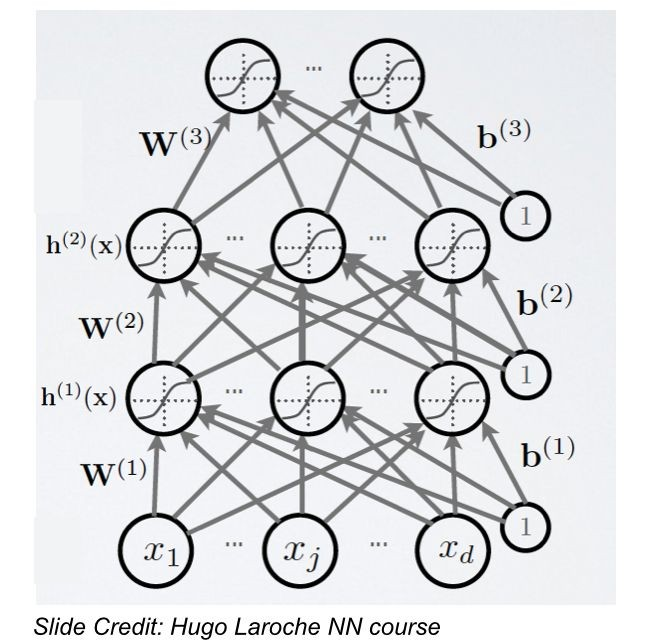 ...
W(3)
b(3)
1
h(2)(x) ... ...
W(2)
b(2)
1
h(1)(x) ... ...
W(1)
b(1)
1
x1 ... xj ... xd
Slide Credit: Hugo Laroche NN course